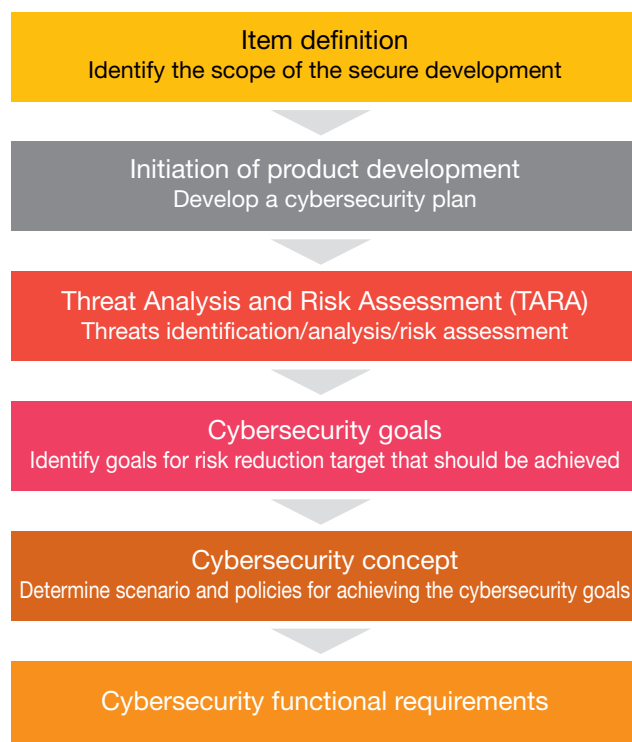 Item definition
Identify the scope of the secure development
Initiation of product development
Develop a cybersecurity plan
Threat Analysis and Risk Assessment (TARA)
Threats identification/analysis/risk assessment
Cybersecurity goals
Identify goals for risk reduction target that should be achieved
Cybersecurity concept
Determine scenario and policies for achieving the cybersecurity goals
Cybersecurity functional requirements